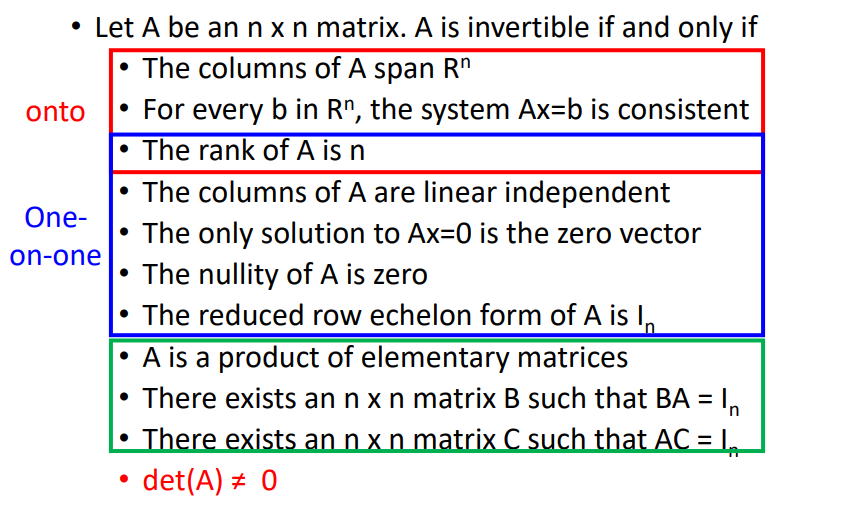 • Let A be an n x n matrix. A is invertible if and only if
• The columns of A span Rⁿ
onto
• For every b in Rⁿ, the system Ax=b is consistent
• The rank of A is n
• The columns of A are linear independent
One-
on-one
• The only solution to Ax=0 is the zero vector
• The nullity of A is zero
• The reduced row echelon form of A is Iₙ
• A is a product of elementary matrices
• There exists an n x n matrix B such that BA = Iₙ
• There exists an n x n matrix C such that AC = Iₙ
• det(A) ≠ 0